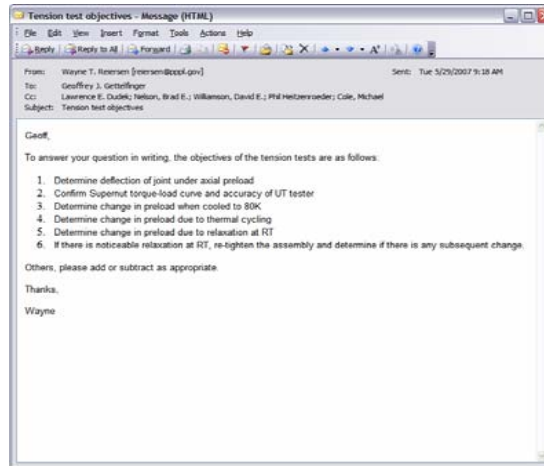 Tension test objectives - Message (HTML)
File Edit View Insert Format Tools Actions Help
Reply Reply to All Forward
From: Wayne T. Reiersen [reiersen@pppl.gov] Sent: Tue 5/29/2007 9:18 AM
To: Geoffrey J. Gettelfinger
Cc: Lawrence E. Dudek; Nelson, Brad E.; Williamson, David E.; Phil Heitzenroeder; Cole, Michael
Subject: Tension test objectives
Geoff,
To answer your question in writing, the objectives of the tension tests are as follows:
1. Determine deflection of joint under axial preload
2. Confirm Supernut torque-load curve and accuracy of UT tester
3. Determine change in preload when cooled to 80K
4. Determine change in preload due to thermal cycling
5. Determine change in preload due to relaxation at RT
6. If there is noticeable relaxation at RT, re-tighten the assembly and determine if there is any subsequent change.
Others, please add or subtract as appropriate.
Thanks,
Wayne